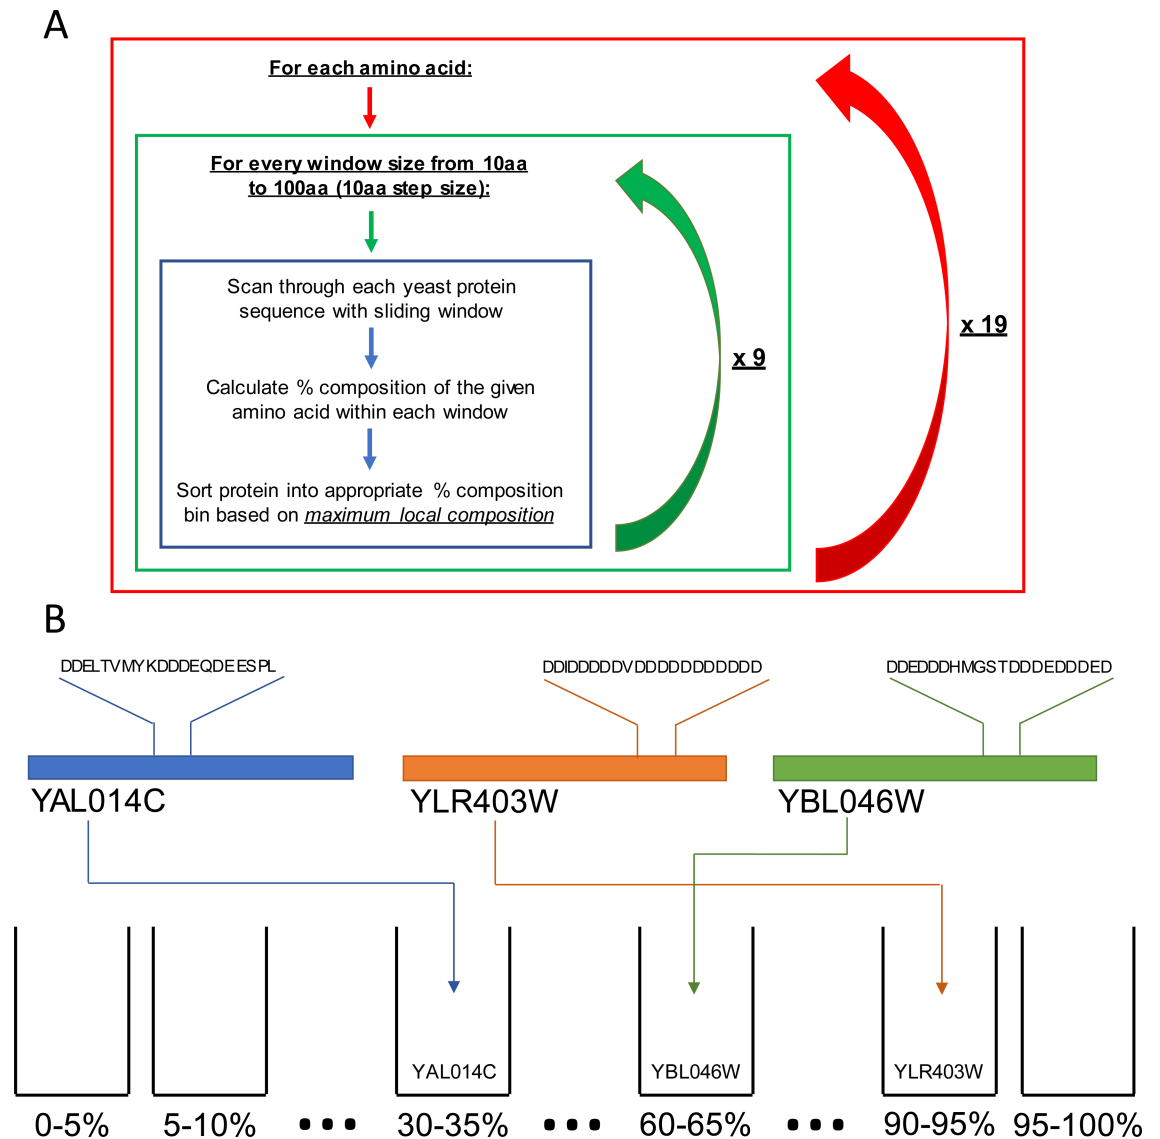 A
For each amino acid:
For every window size from 10aa
to 100aa (10aa step size):
Scan through each yeast protein
sequence with sliding window
Calculate % composition of the given
amino acid within each window
Sort protein into appropriate % composition
bin based on maximum local composition
x 9
x 19
B
DDELTVMYKDDDEQDEESPL
DDIDDDDDVDDDDDDDDDDD
DDEDDDHMGSTDDDEDDDED
YAL014C
YLR403W
YBL046W
YAL014C
YBL046W
YLR403W
0-5%
5-10%
30-35%
60-65%
90-95%
95-100%